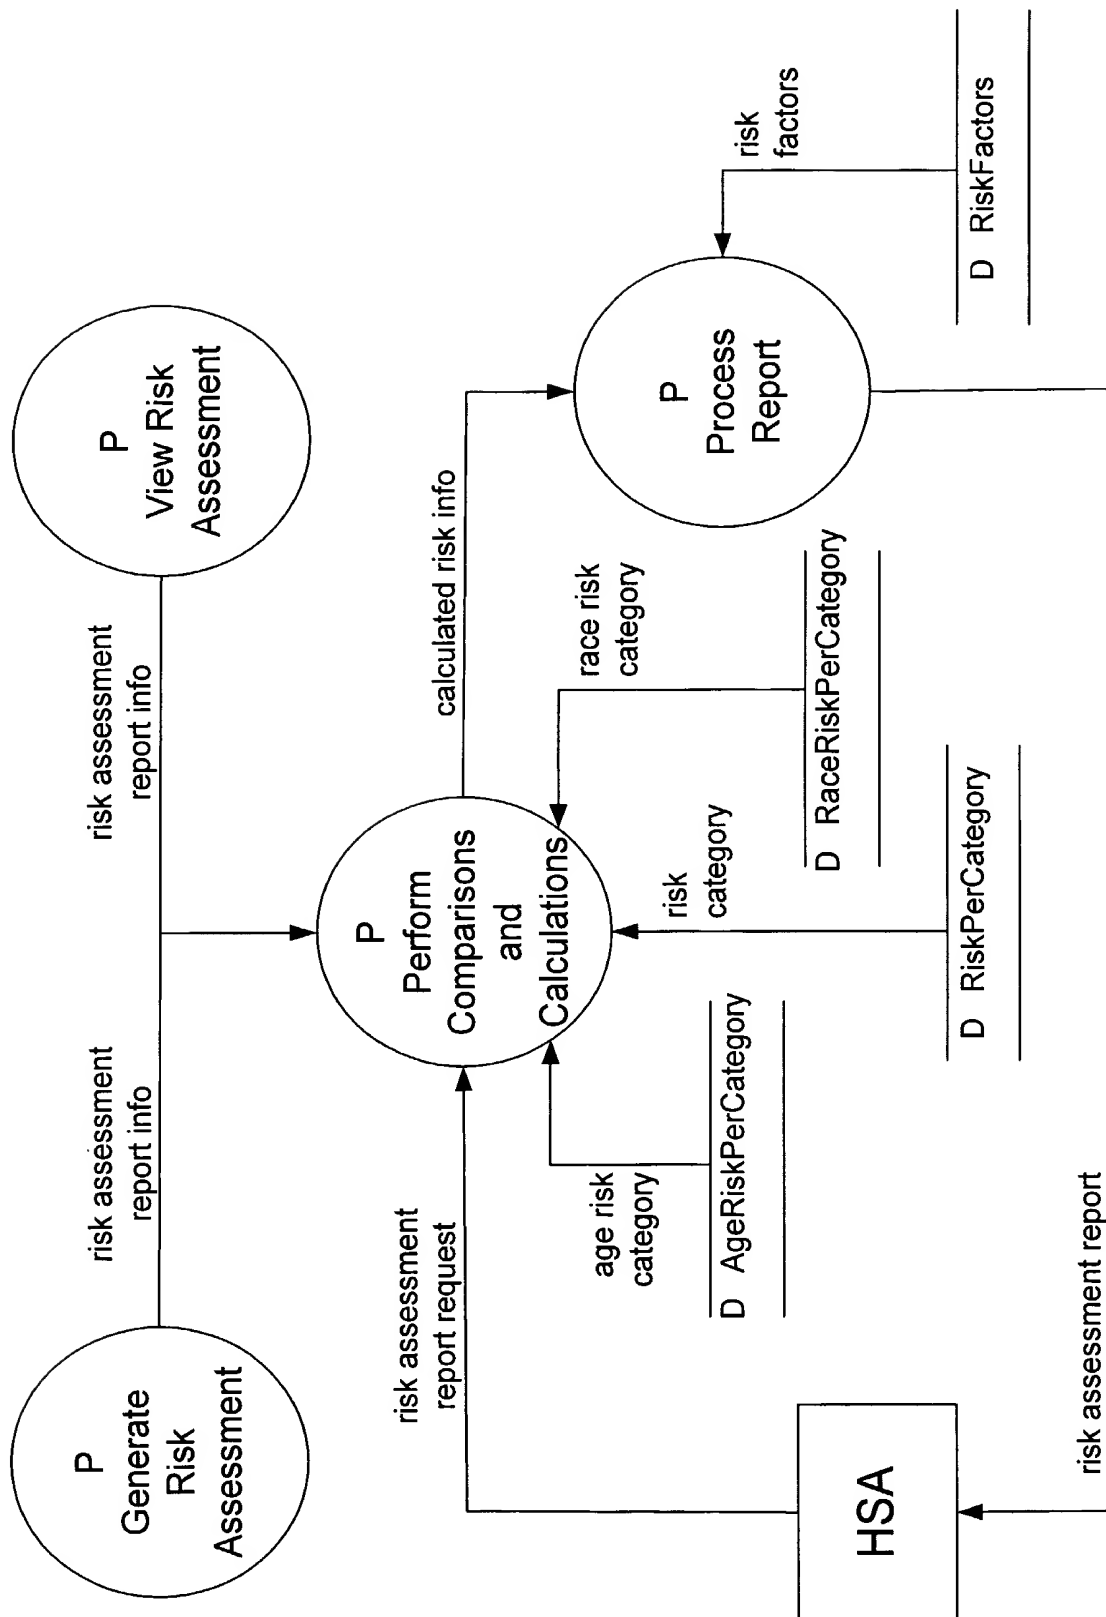 P
Generate
Risk
Assessment
risk assessment
report info
risk assessment
report info
P
View Risk
Assessment
risk assessment
report request
P
Perform
Comparisons
and
Calculations
calculated risk info
age risk
category
D AgeRiskPerCategory
risk
category
D RiskPerCategory
race risk
category
D RaceRiskPerCategory
P
Process
Report
risk
factors
D RiskFactors
HSA
risk assessment report